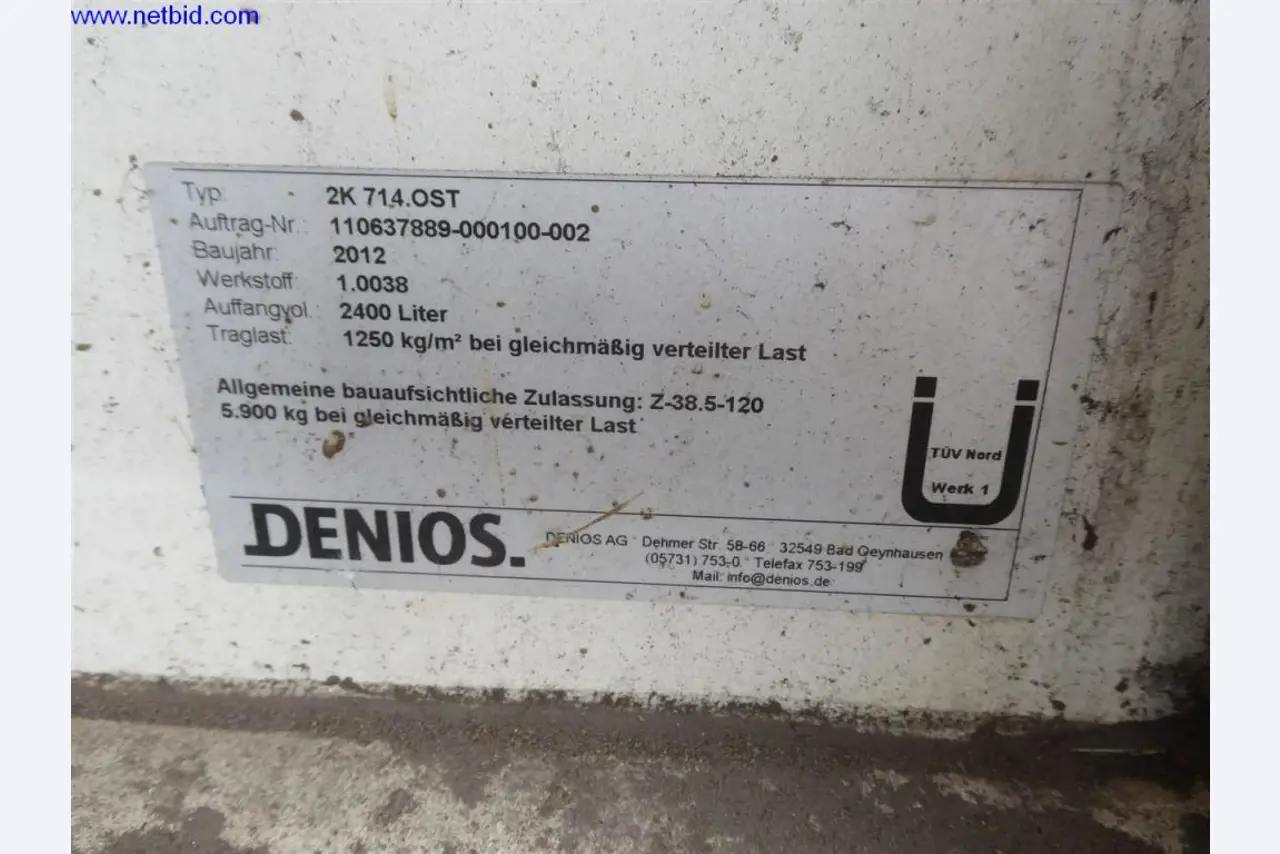 www.netbid.com
Typ: 2K 714.OST
Auftrag-Nr.: 110637889-000100-002
Baujahr: 2012
Werkstoff: 1.0038
Auffangvol.: 2400 Liter
Traglast: 1250 kg/m² bei gleichmäßig verteilter Last
Allgemeine bauaufsichtliche Zulassung: Z-38.5-120
5.900 kg bei gleichmäßig verteilter Last
TÜV Nord
Werk 1
DENIOS.
DENIOS AG Dehmer Str. 58-66 32549 Bad Oeynhausen
(05731) 753-0 Telefax 753-199
Mail: info@denios.de